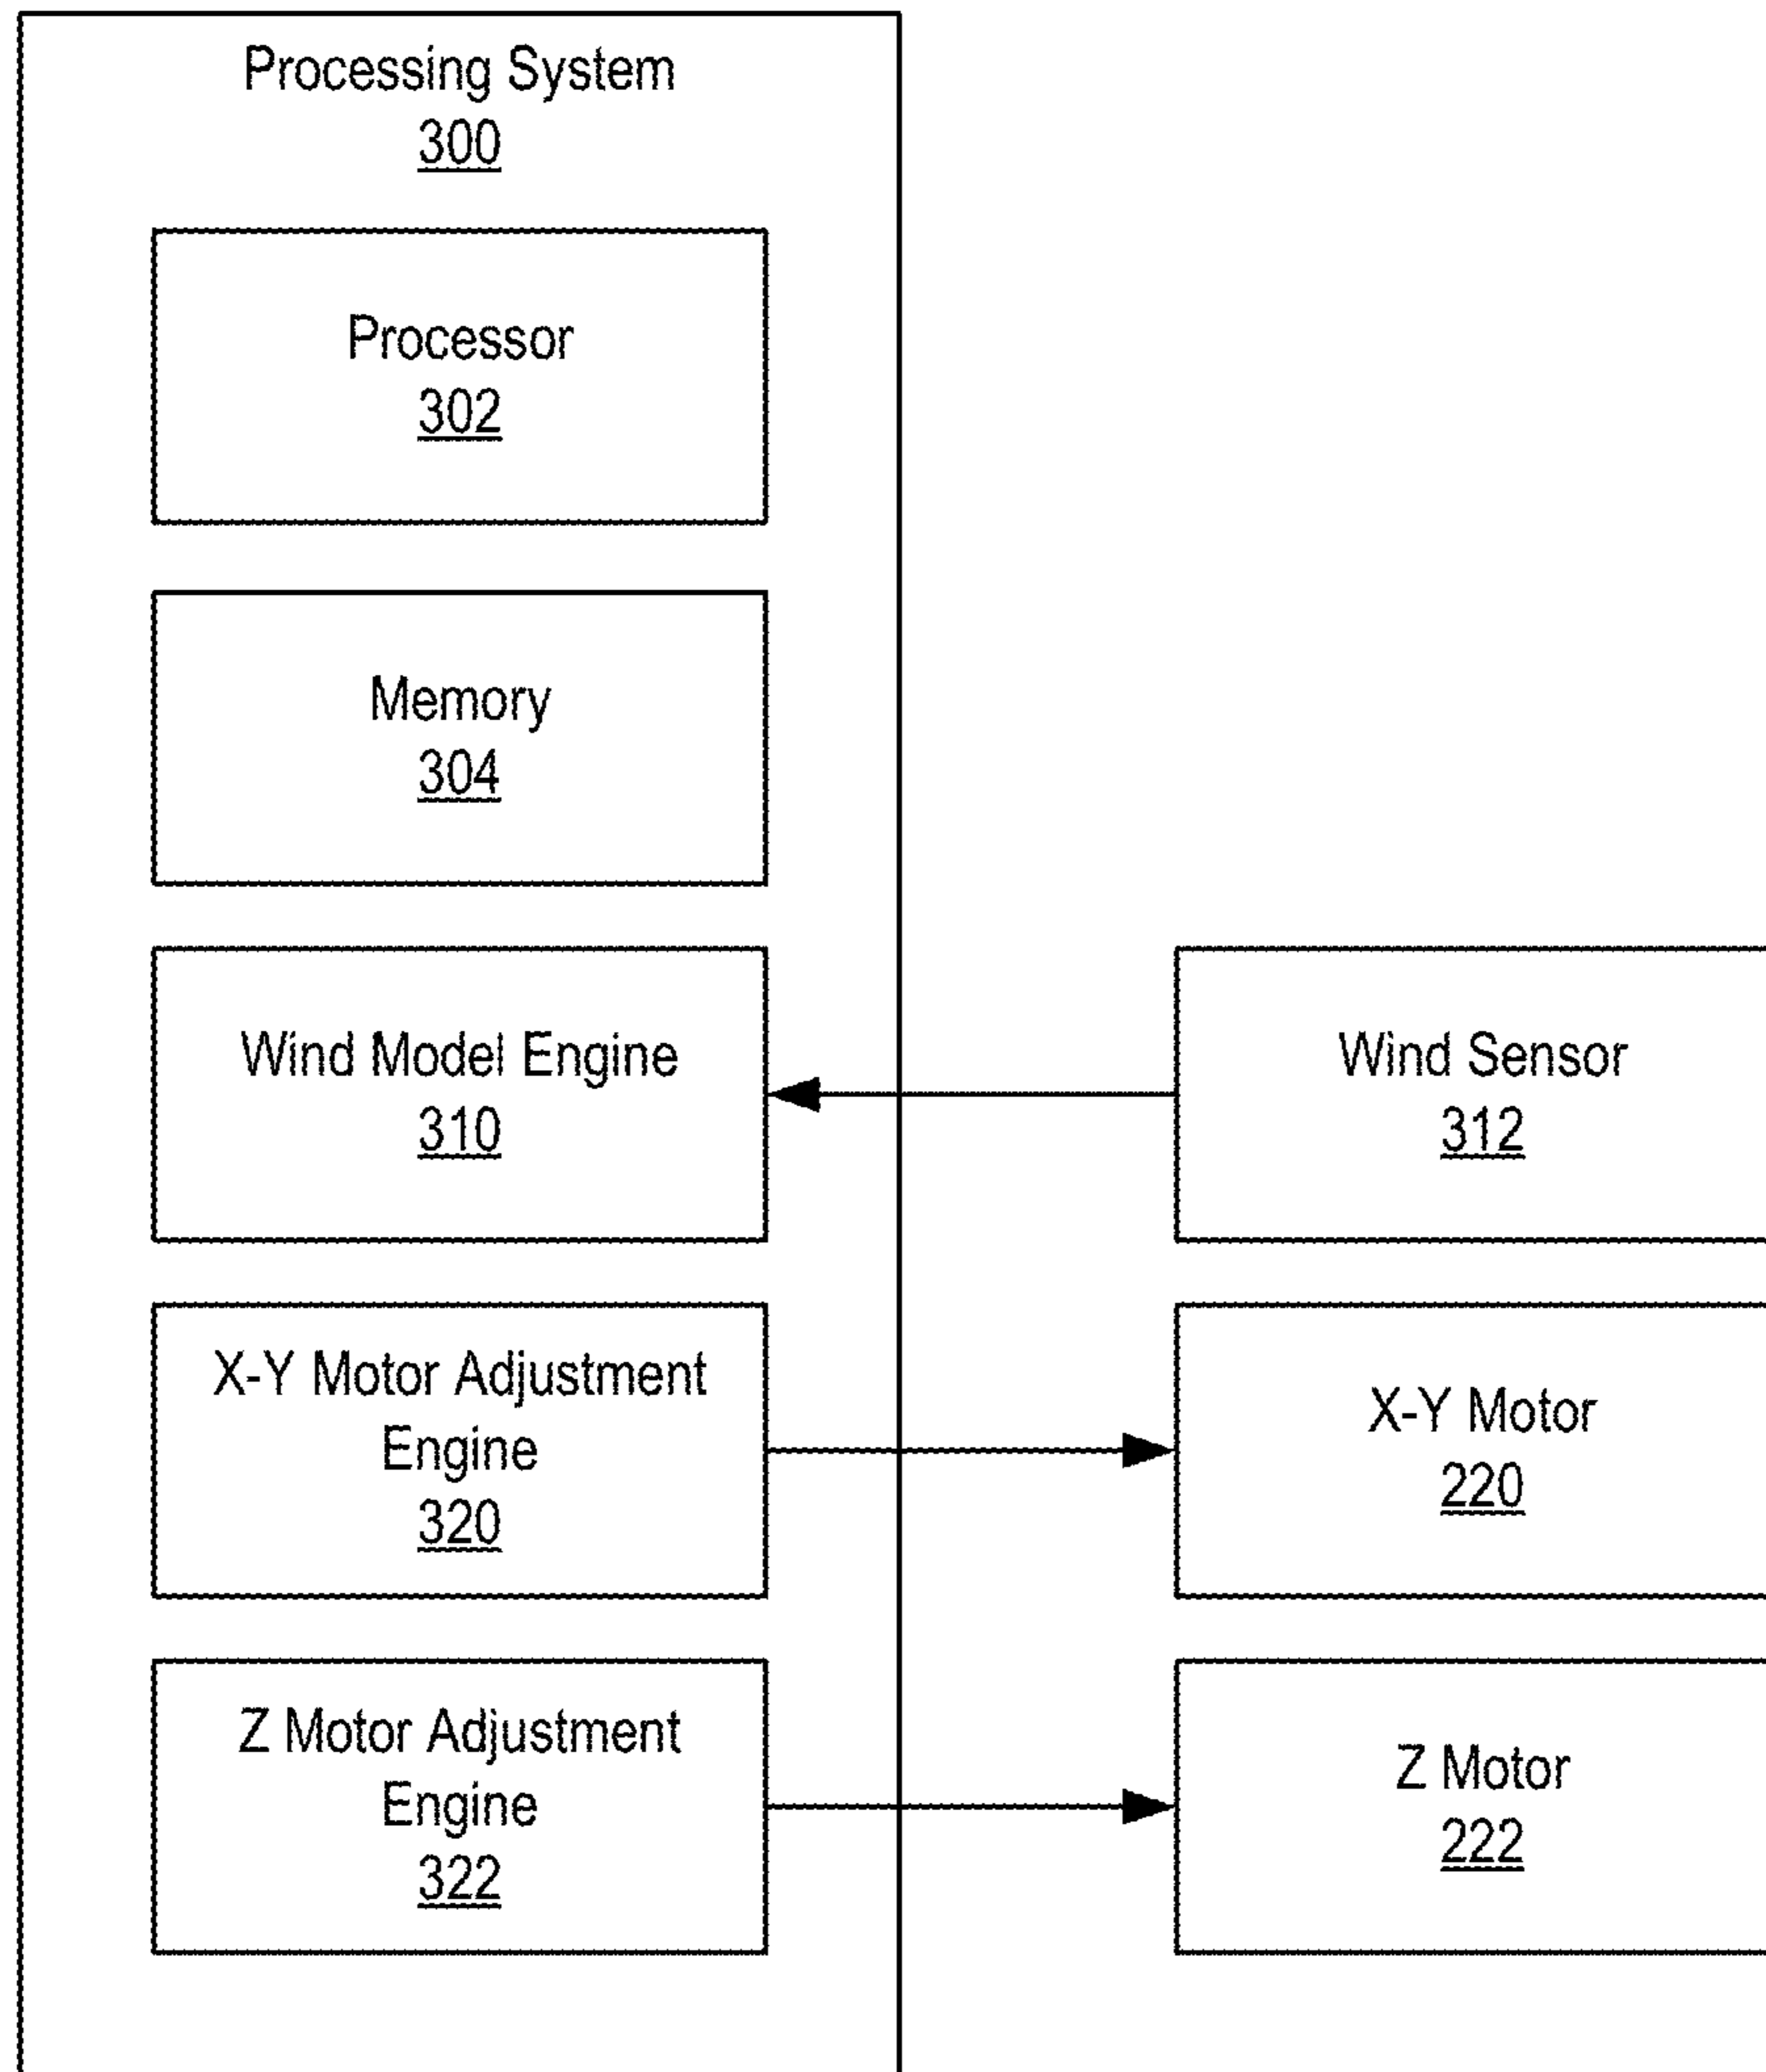 Processing System
300
Processor
302
Memory
304
Wind Model Engine
310
Wind Sensor
312
X-Y Motor Adjustment
Engine
320
X-Y Motor
220
Z Motor Adjustment
Engine
322
Z Motor
222